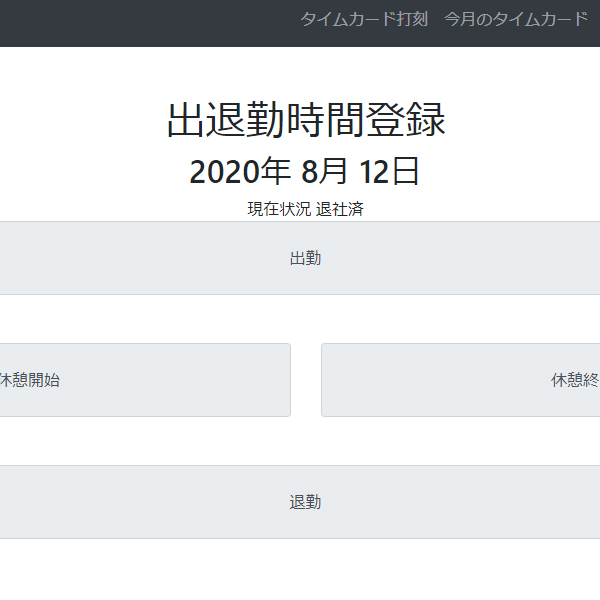 タイムカード打刻 今月のタイムカード
出退勤時間登録
2020年 8月 12日
現在状況 退社済
出勤
休憩開始 休憩終
退勤